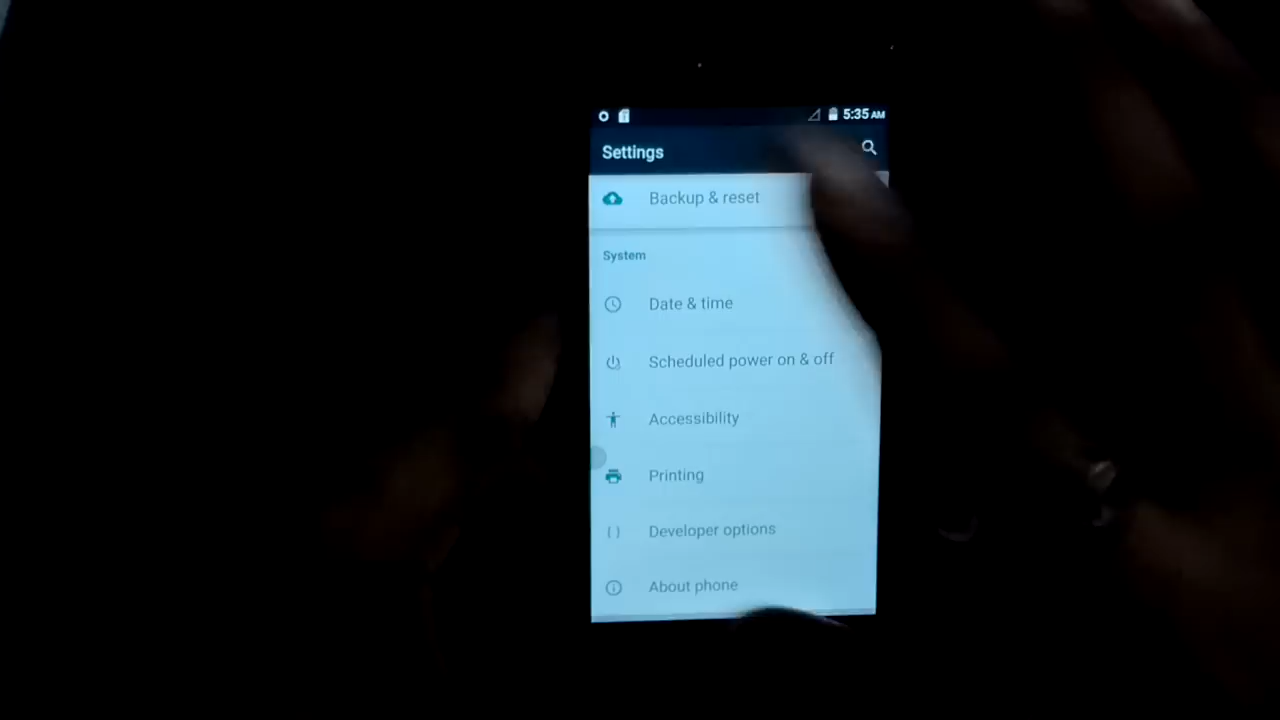 5:35 AM
Settings
Backup & reset
System
Date & time
Scheduled power on & off
Accessibility
Printing
Developer options
About phone